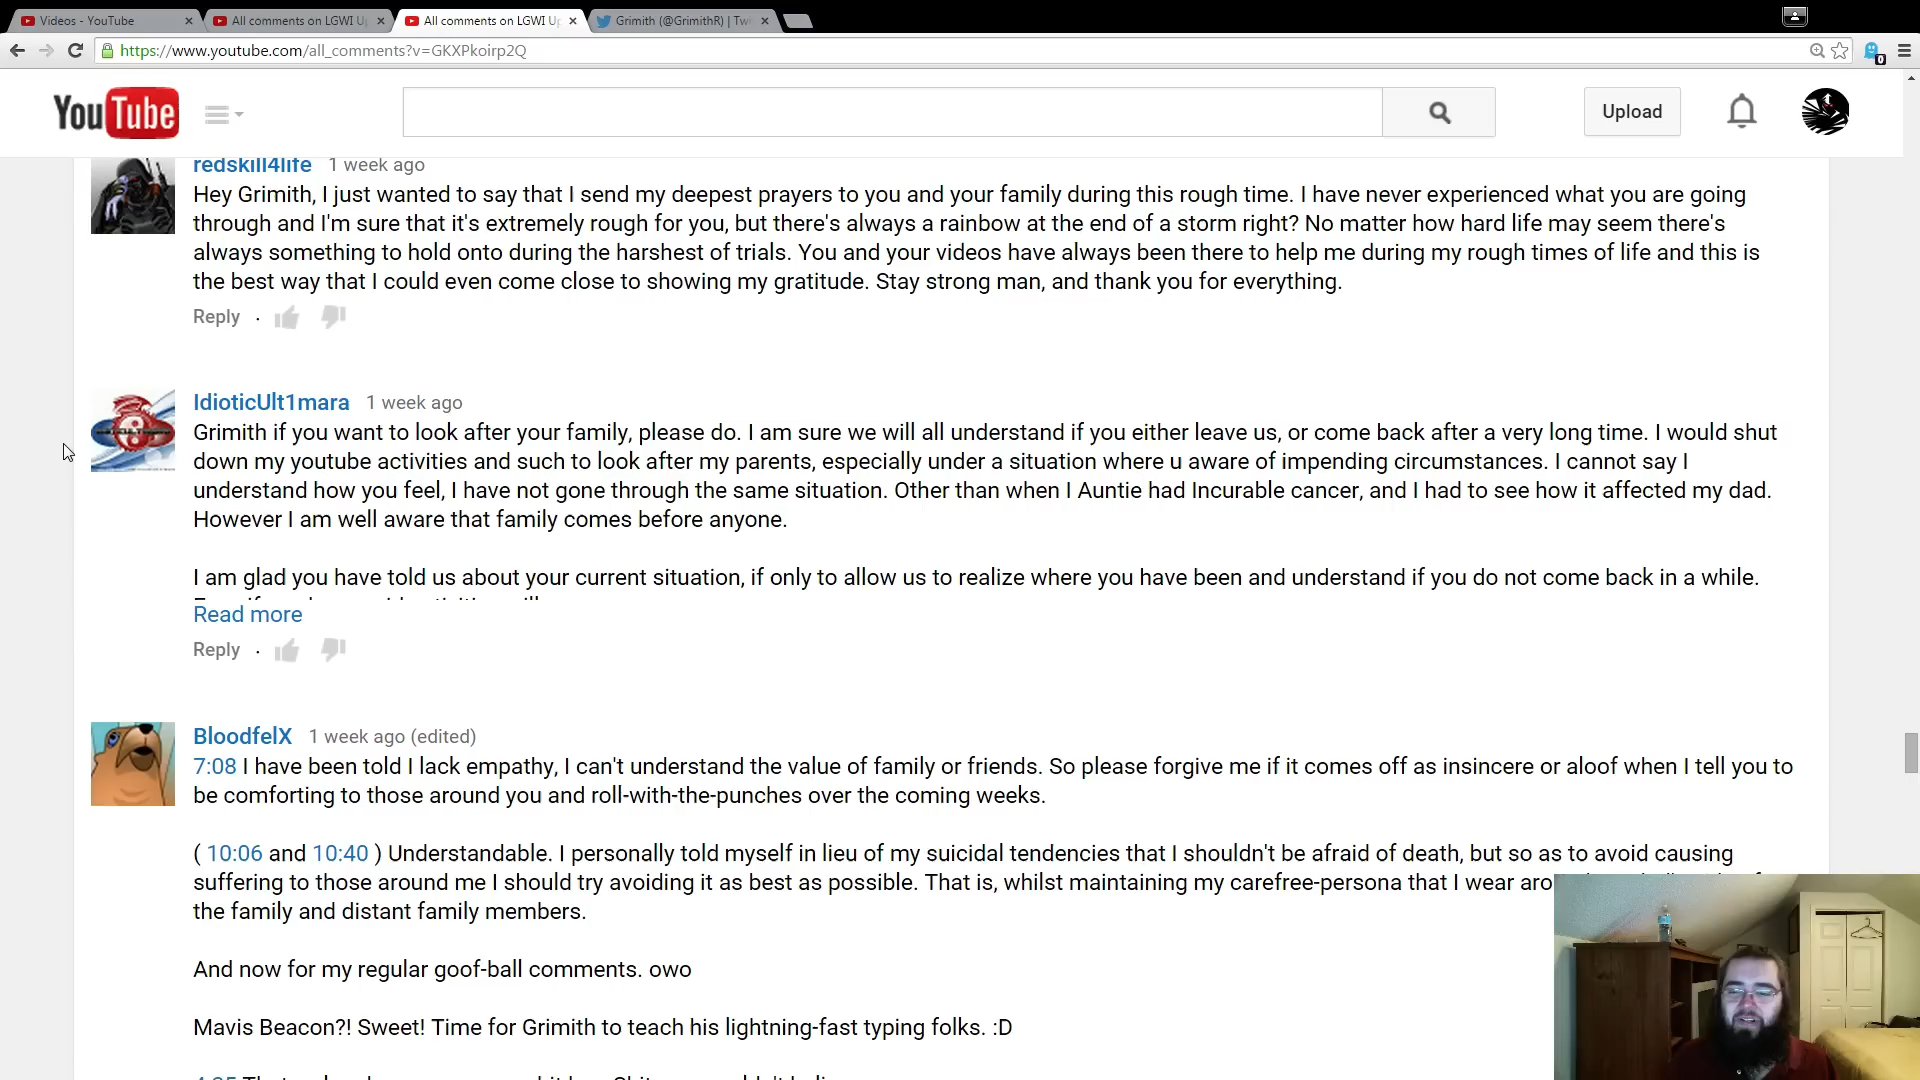 Videos - YouTube
All comments on LGWI Up
All comments on LGWI Up
Grimith (@GrimithR) | Twi
https://www.youtube.com/all_comments?v=GKXPkoirp2Q
0
YouTube
Upload
redskill4life 1 week ago
Hey Grimith, I just wanted to say that I send my deepest prayers to you and your family during this rough time. I have never experienced what you are going
through and I'm sure that it's extremely rough for you, but there's always a rainbow at the end of a storm right? No matter how hard life may seem there's
always something to hold onto during the harshest of trials. You and your videos have always been there to help me during my rough times of life and this is
the best way that I could even come close to showing my gratitude. Stay strong man, and thank you for everything.
Reply ·
IdioticUlt1mara 1 week ago
Grimith if you want to look after your family, please do. I am sure we will all understand if you either leave us, or come back after a very long time. I would shut
down my youtube activities and such to look after my parents, especially under a situation where u aware of impending circumstances. I cannot say I
understand how you feel, I have not gone through the same situation. Other than when I Auntie had Incurable cancer, and I had to see how it affected my dad.
However I am well aware that family comes before anyone.
I am glad you have told us about your current situation, if only to allow us to realize where you have been and understand if you do not come back in a while.
Read more
Reply ·
BloodfelX 1 week ago (edited)
7:08 I have been told I lack empathy, I can't understand the value of family or friends. So please forgive me if it comes off as insincere or aloof when I tell you to
be comforting to those around you and roll-with-the-punches over the coming weeks.
( 10:06 and 10:40 ) Understandable. I personally told myself in lieu of my suicidal tendencies that I shouldn't be afraid of death, but so as to avoid causing
suffering to those around me I should try avoiding it as best as possible. That is, whilst maintaining my carefree-persona that I wear
the family and distant family members.
And now for my regular goof-ball comments. owo
Mavis Beacon?! Sweet! Time for Grimith to teach his lightning-fast typing folks. :D